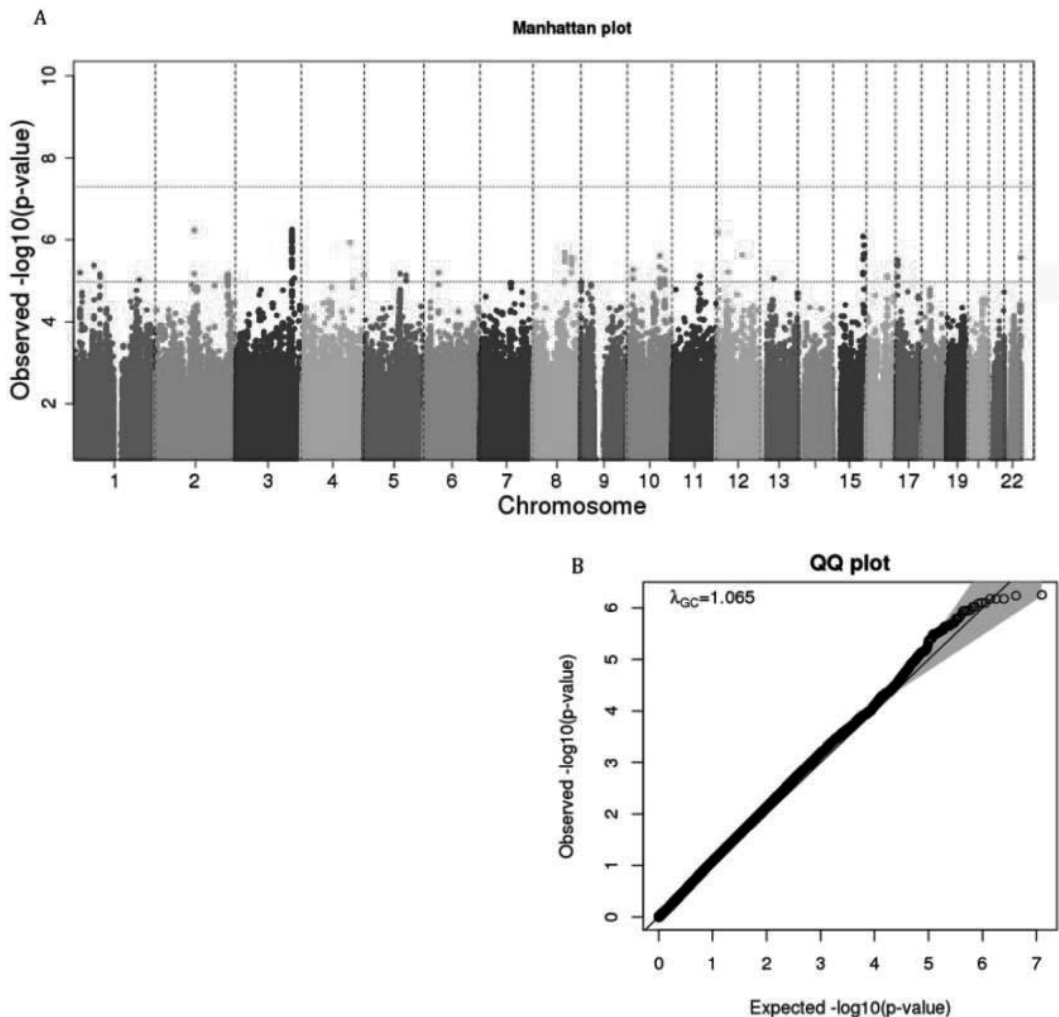 A
Manhattan plot
Observed -log10(p-value)
10
8
6
4
2
1 2 3 4 5 6 7 8 9 10 11 12 13 15 17 19 22
Chromosome
B
QQ plot
λGC=1.065
Observed -log10(p-value)
6
5
4
3
2
1
0
0 1 2 3 4 5 6 7
Expected -log10(p-value)